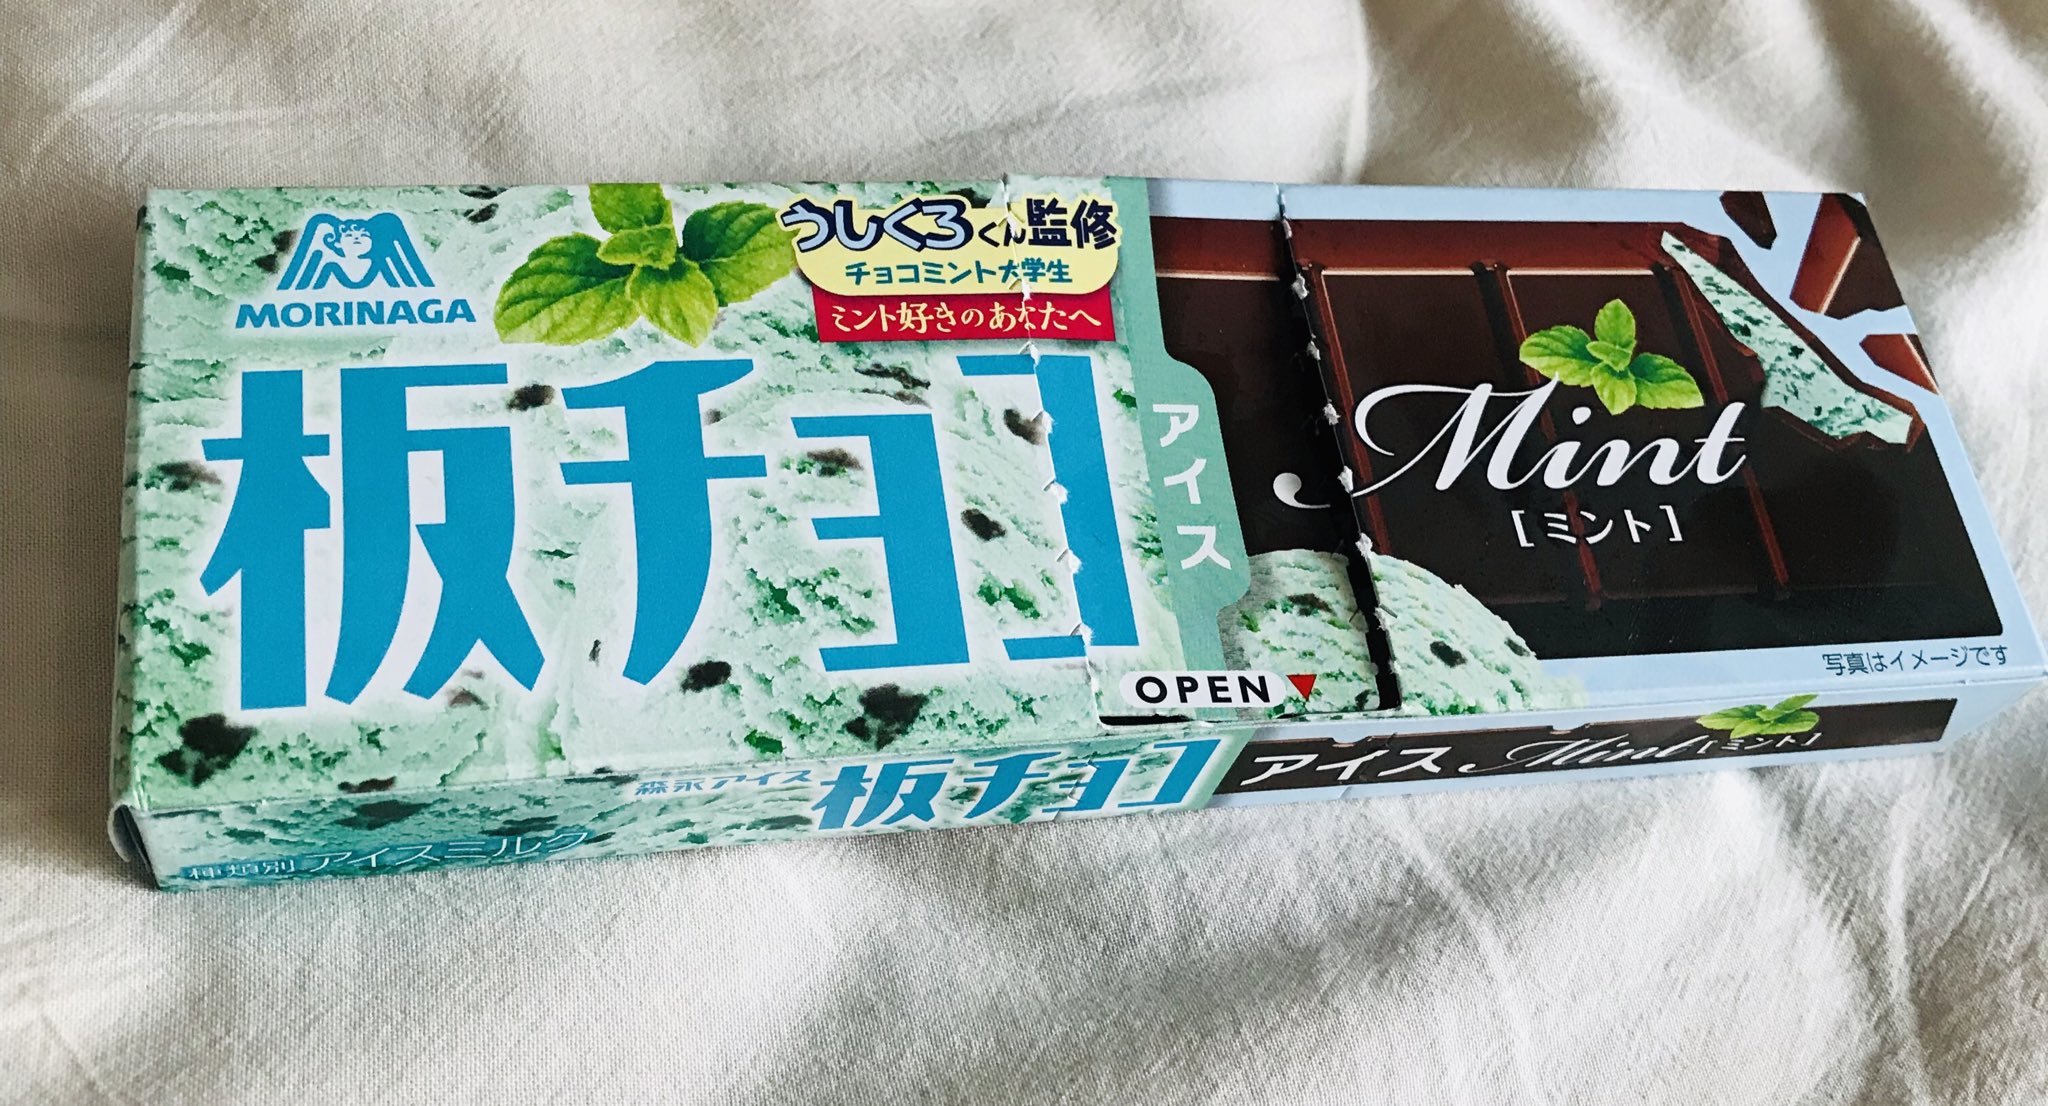 MORINAGA
うしくろくん監修
チョコミント大学生
ミント好きのあなたへ
板チョコ
アイス
Mint
[ミント]
OPEN
写真はイメージです
森永アイス 板チョコ アイス Mint [ミント]
種類別 アイスミルク